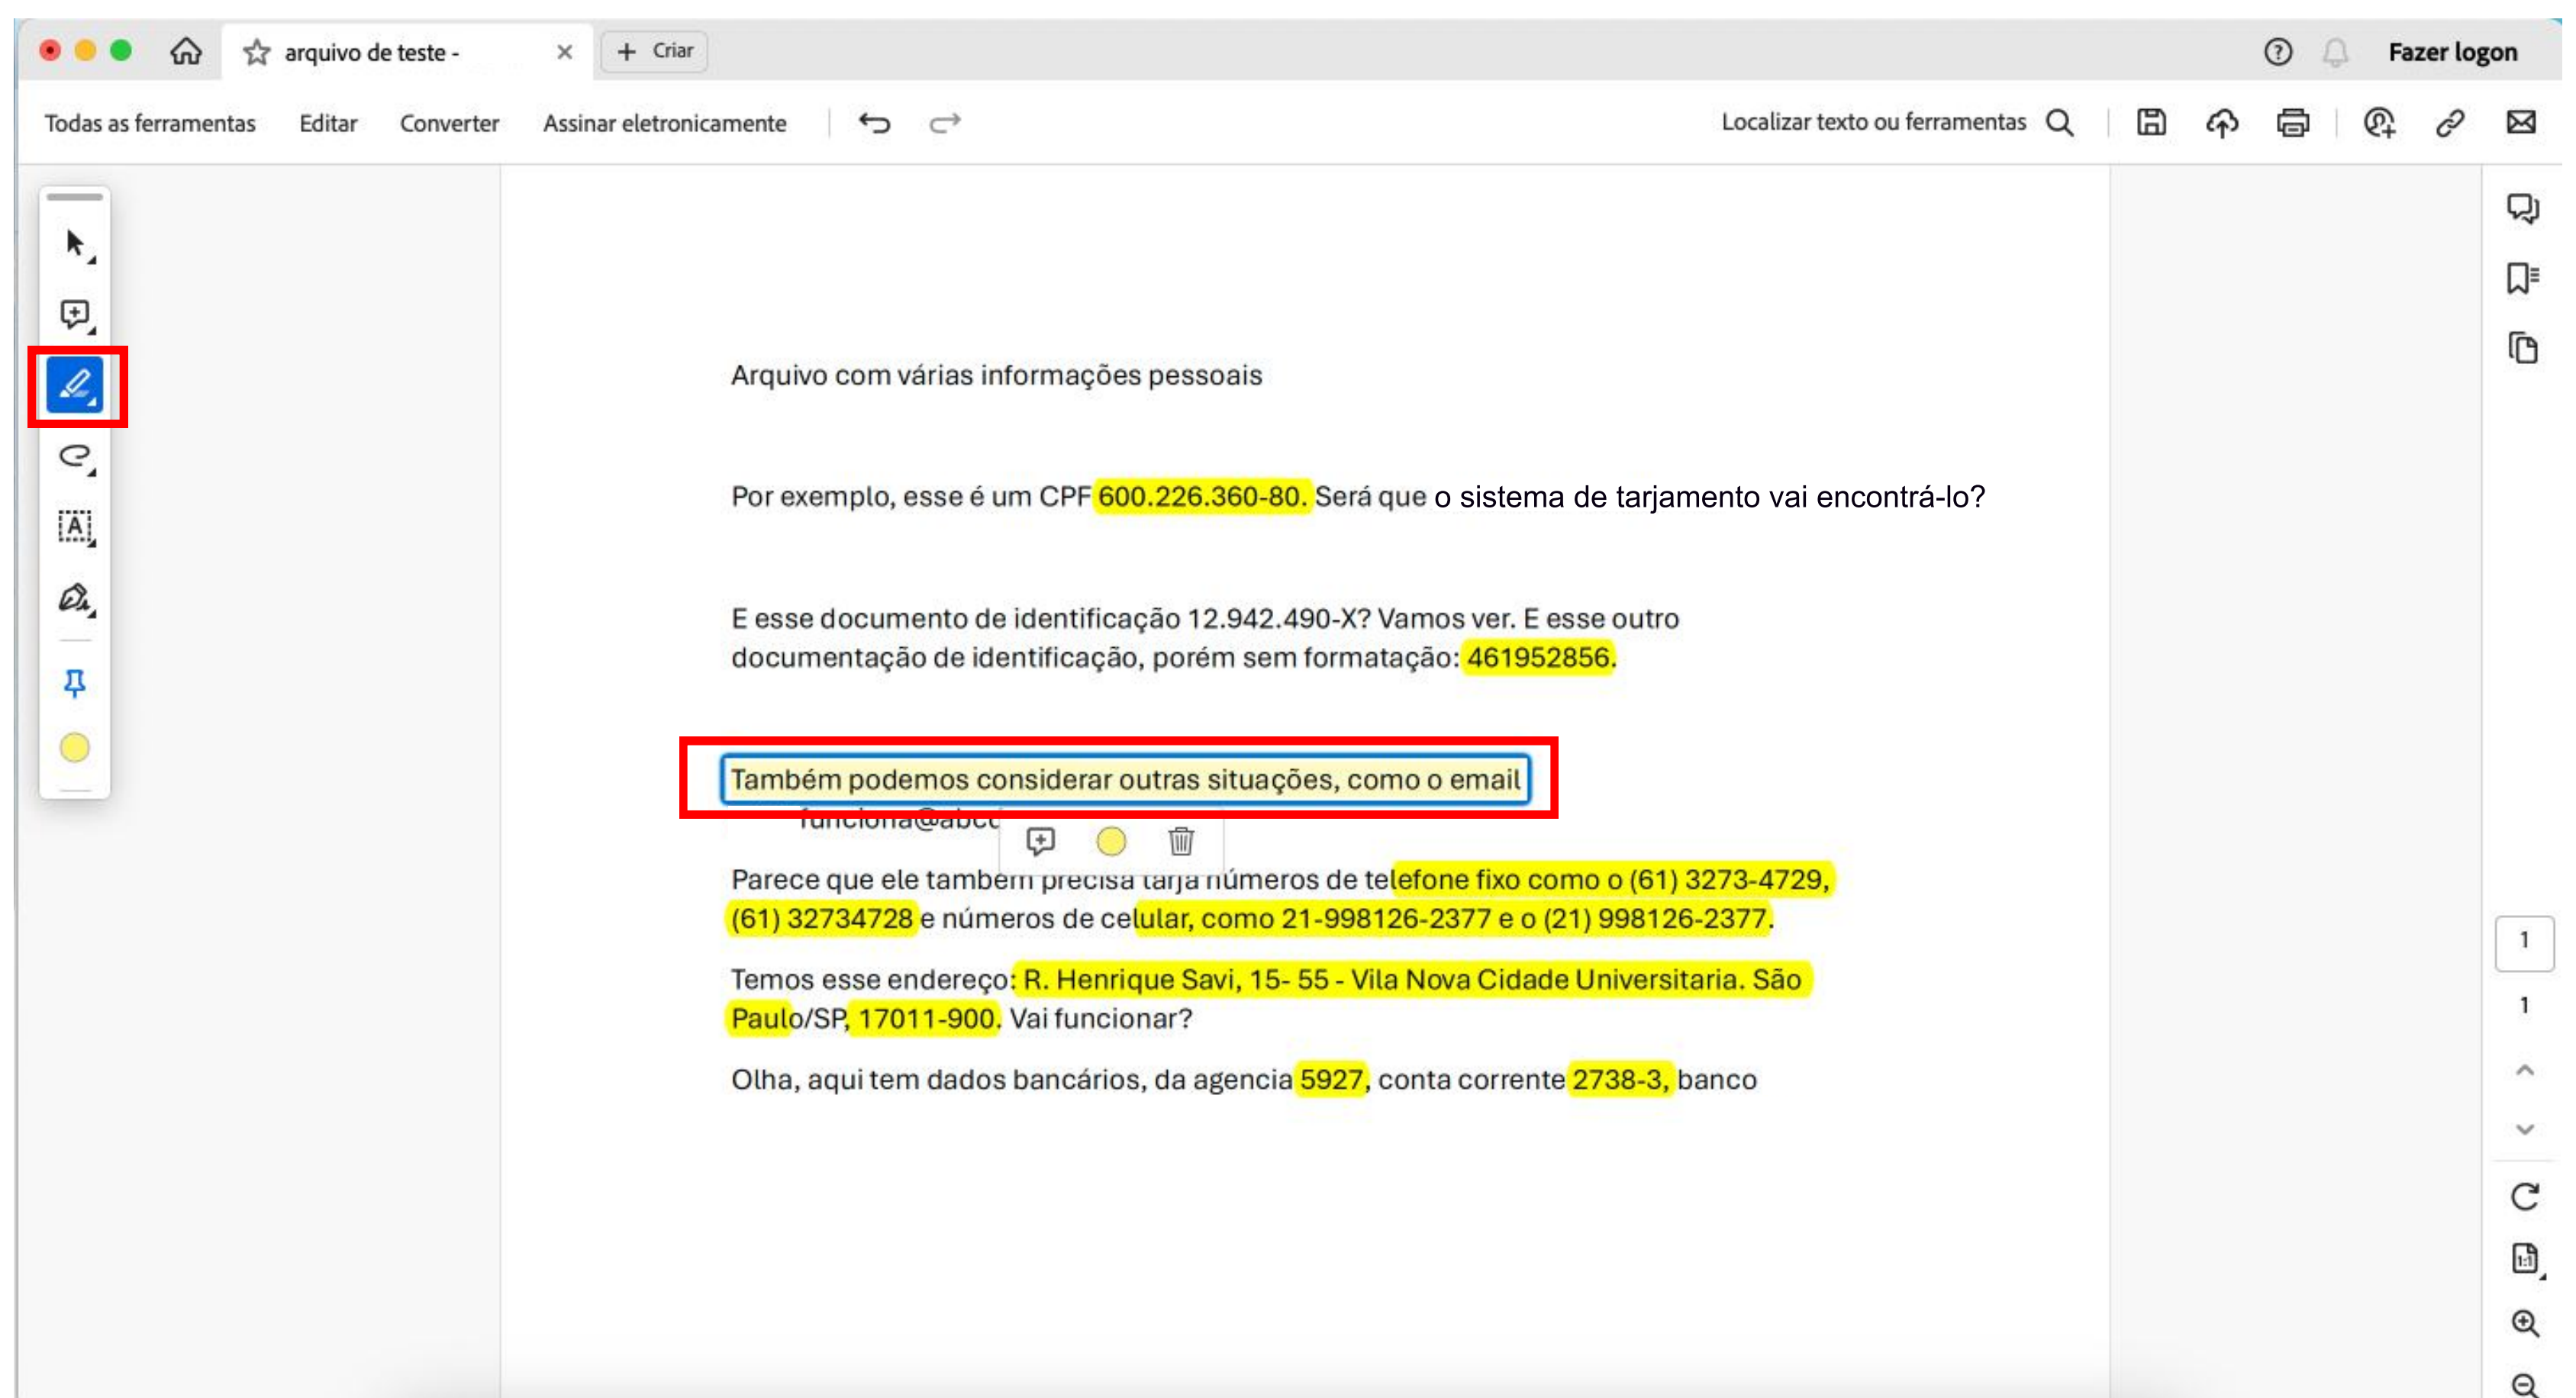 arquivo de teste -
Criar
Fazer logon
Todas as ferramentas
Editar
Converter
Assinar eletronicamente
Localizar texto ou ferramentas
Arquivo com várias informações pessoais
Por exemplo, esse é um CPF 600.226.360-80. Será que o sistema de tarjamento vai encontrá-lo?
E esse documento de identificação 12.942.490-X? Vamos ver. E esse outro
documentação de identificação, porém sem formatação: 461952856.
Também podemos considerar outras situações, como o email
Parece que ele também precisa tarja números de telefone fixo como o (61) 3273-4729,
(61) 32734728 e números de celular, como 21-998126-2377 e o (21) 998126-2377.
Temos esse endereço: R. Henrique Savi, 15- 55 - Vila Nova Cidade Universitaria. São
Paulo/SP, 17011-900. Vai funcionar?
Olha, aqui tem dados bancários, da agencia 5927, conta corrente 2738-3, banco
1
1